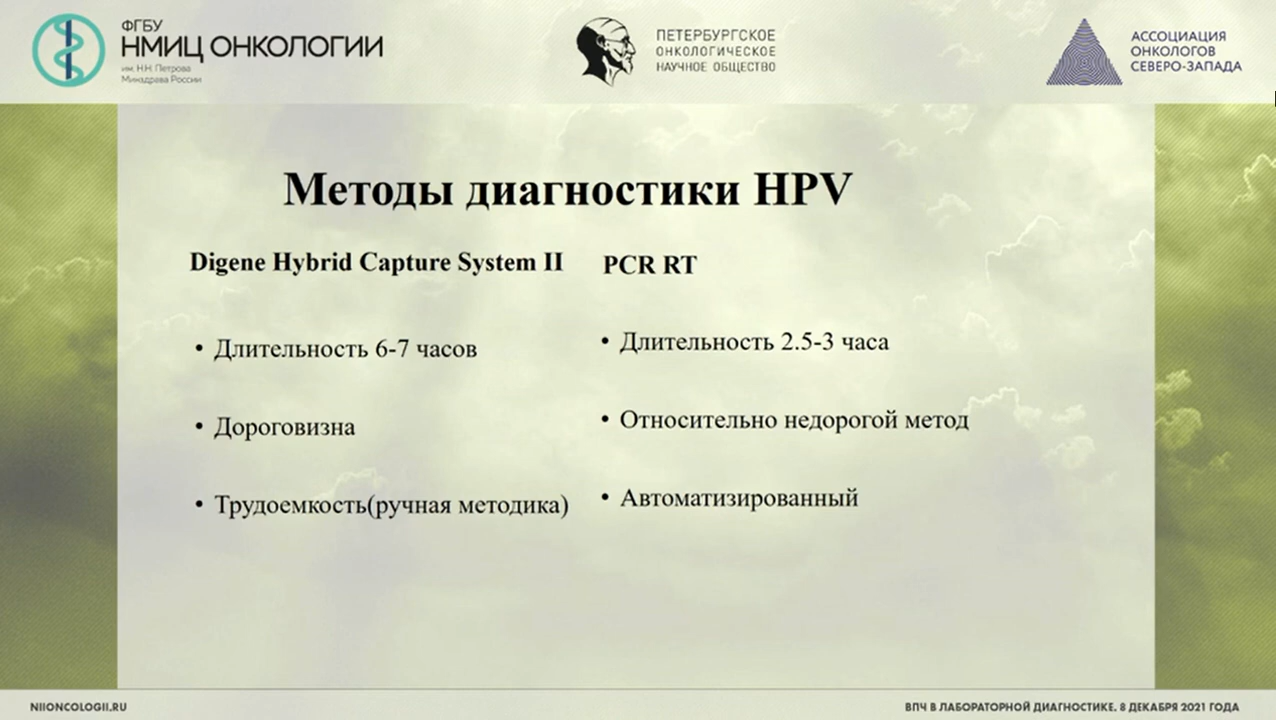 ФГБУ
НМИЦ ОНКОЛОГИИ
им. Н.Н. Петрова
Минздрава России
ПЕТЕРБУРГСКОЕ
ОНКОЛОГИЧЕСКОЕ
НАУЧНОЕ ОБЩЕСТВО
АССОЦИАЦИЯ
ОНКОЛОГОВ
СЕВЕРО-ЗАПАДА
Методы диагностики HPV
Digene Hybrid Capture System II
• Длительность 6-7 часов
• Дороговизна
• Трудоемкость(ручная методика)
PCR RT
• Длительность 2.5-3 часа
• Относительно недорогой метод
• Автоматизированный
NIIONCOLOGII.RU
ВПЧ В ЛАБОРАТОРНОЙ ДИАГНОСТИКЕ. 8 ДЕКАБРЯ 2021 ГОДА